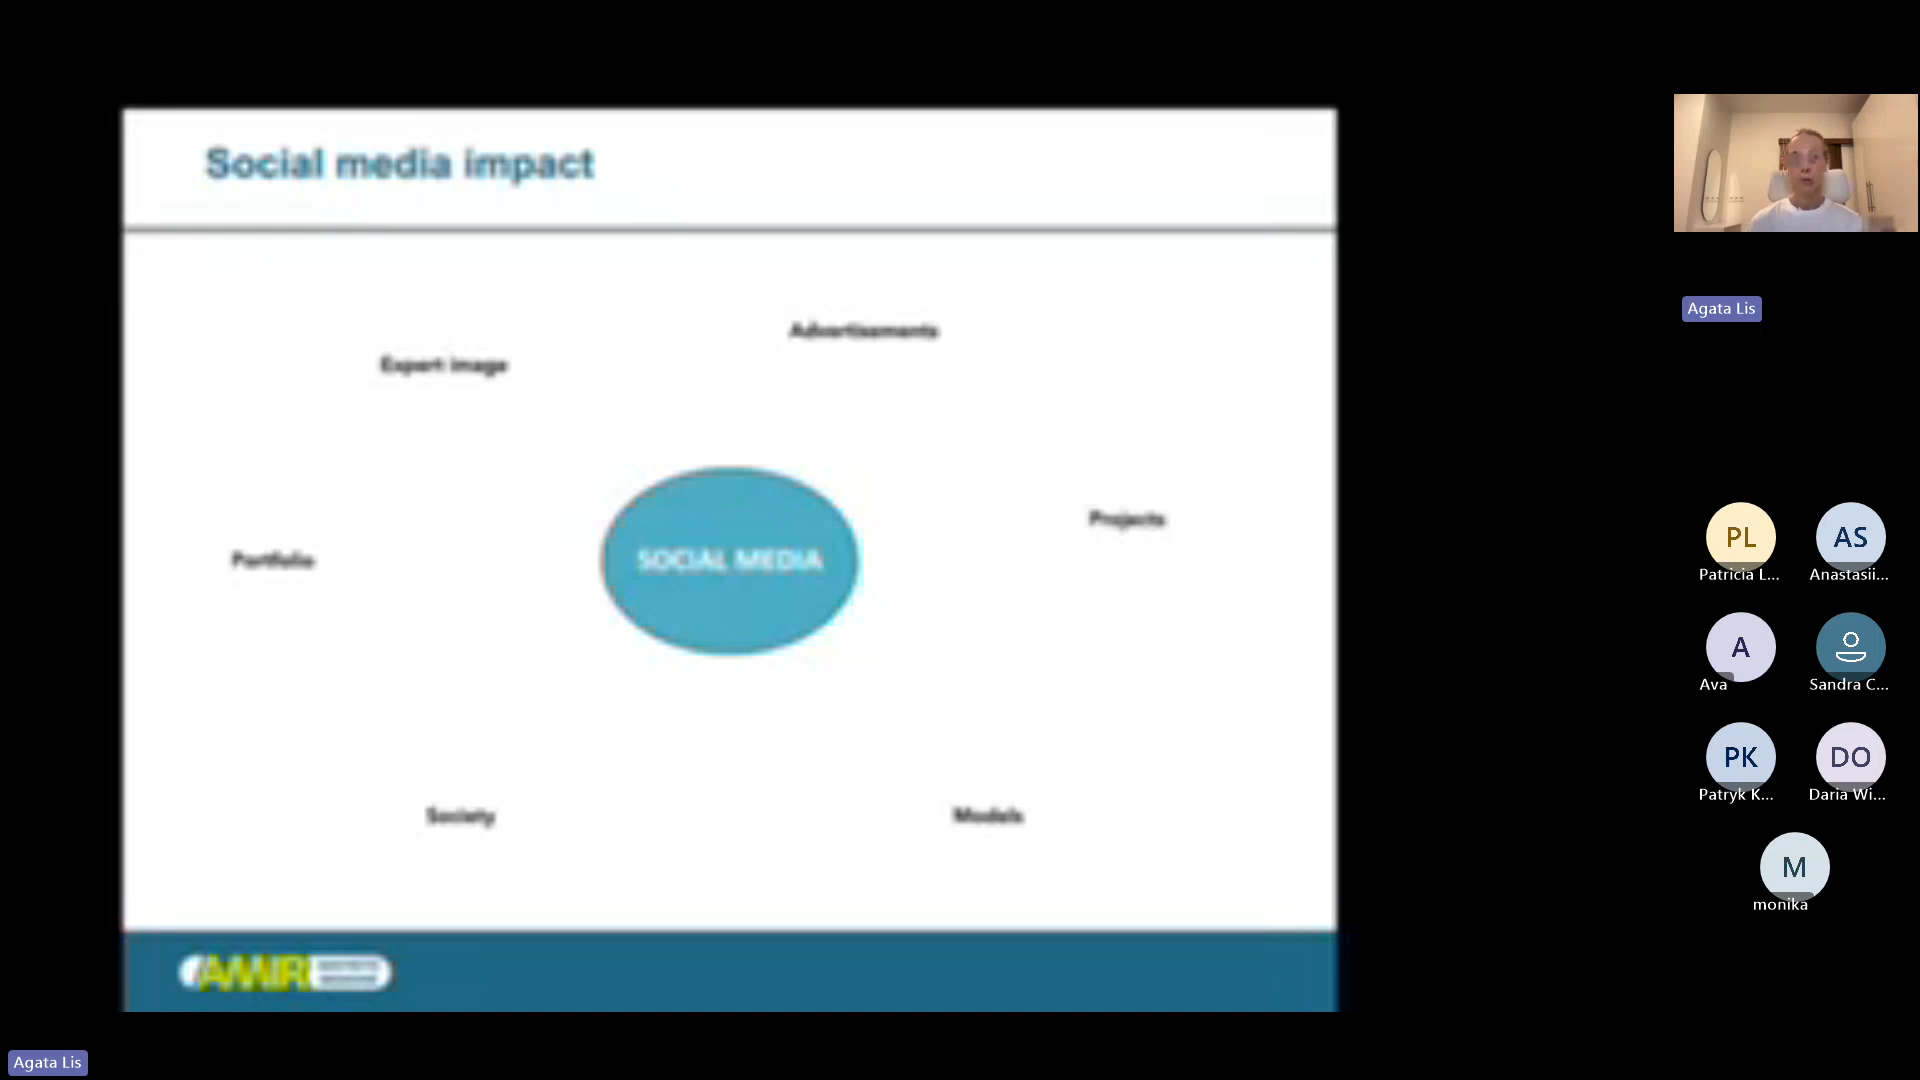 Social media impact
Advertisements
Expert image
Projects
SOCIAL MEDIA
Portfolio
Society
Models
AMIRI
Agata Lis
PL
AS
Patricia L...
Anastasii...
A
Ava
Sandra C...
PK
DO
Patryk K...
Daria Wi...
M
monika
Agata Lis